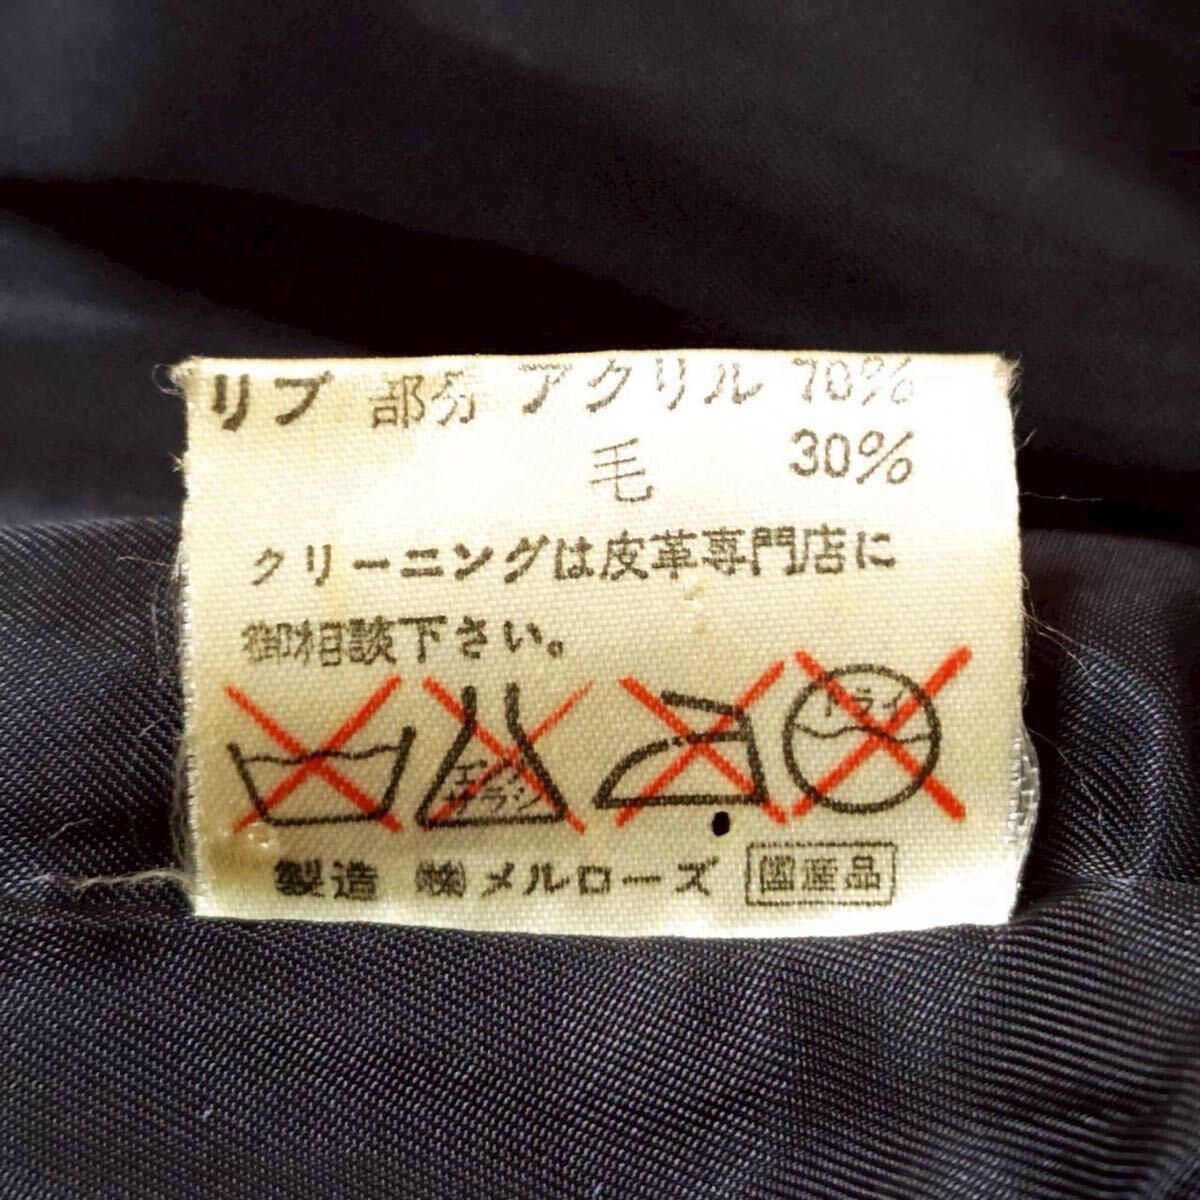 リブ 部分 アクリル 70%
毛 30%
クリーニングは皮革専門店に
御相談下さい。
エンソ
サラシ
ドライ
製造 ㈱メルローズ 国産品